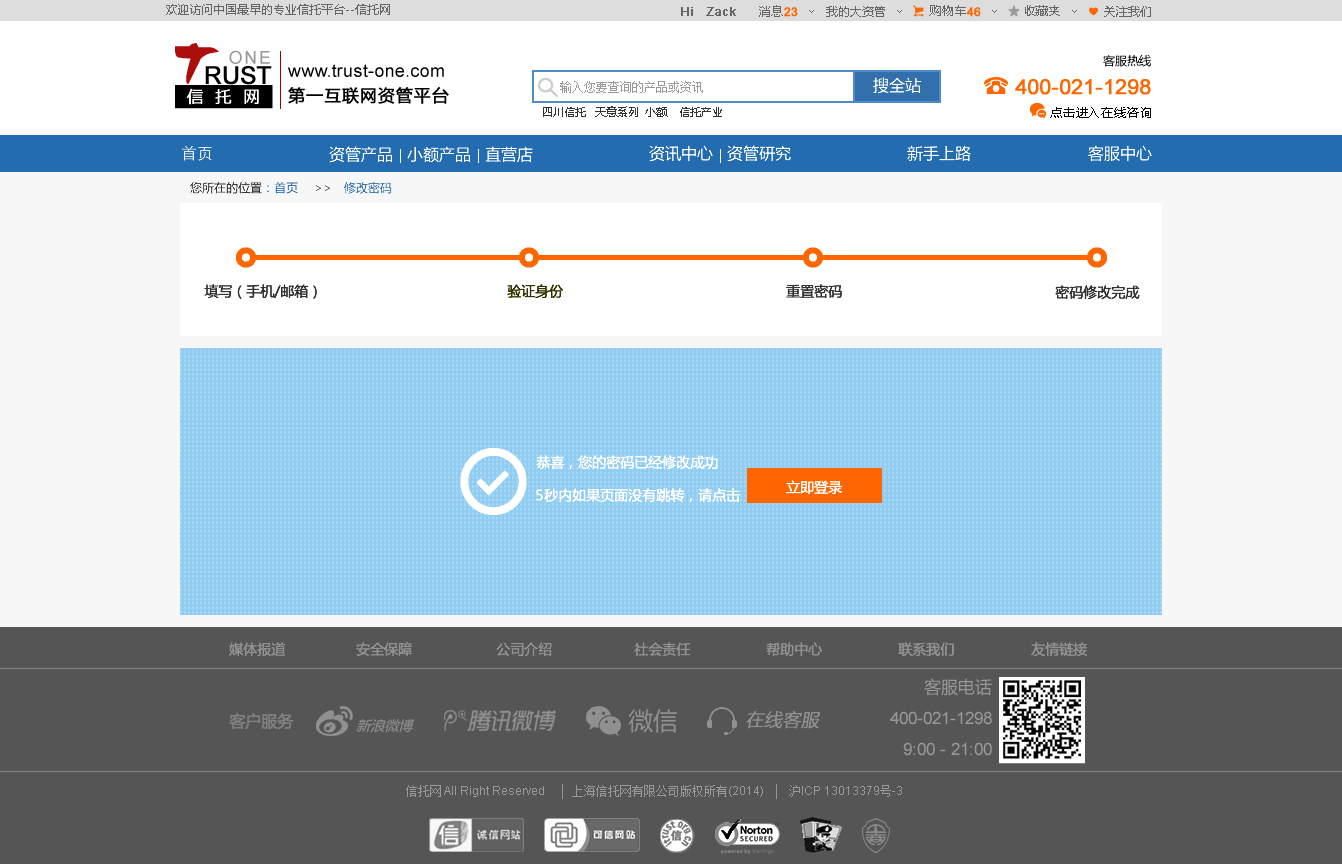 欢迎访问中国最早的专业信托平台--信托网
Hi Zack 消息23 我的大资管 购物车46 收藏夹 关注我们
ONE
TRUST
信托网
www.trust-one.com
第一互联网资管平台
输入您要查询的产品或资讯 搜全站
四川信托 天意系列 小额 信托产业
客服热线
400-021-1298
点击进入在线咨询
首页 资管产品 | 小额产品 | 直营店 资讯中心 | 资管研究 新手上路 客服中心
您所在的位置：首页 >> 修改密码
填写（手机/邮箱） 验证身份 重置密码 密码修改完成
恭喜，您的密码已经修改成功
5秒内如果页面没有跳转，请点击 立即登录
媒体报道 安全保障 公司介绍 社会责任 帮助中心 联系我们 友情链接
客户服务 新浪微博 腾讯微博 微信 在线客服
客服电话
400-021-1298
9:00 - 21:00
信托网All Right Reserved | 上海信托网有限公司版权所有(2014) | 沪ICP 13013379号-3
信 诚信网站 可信网站 trust.org.cn 信 Norton
SECURED